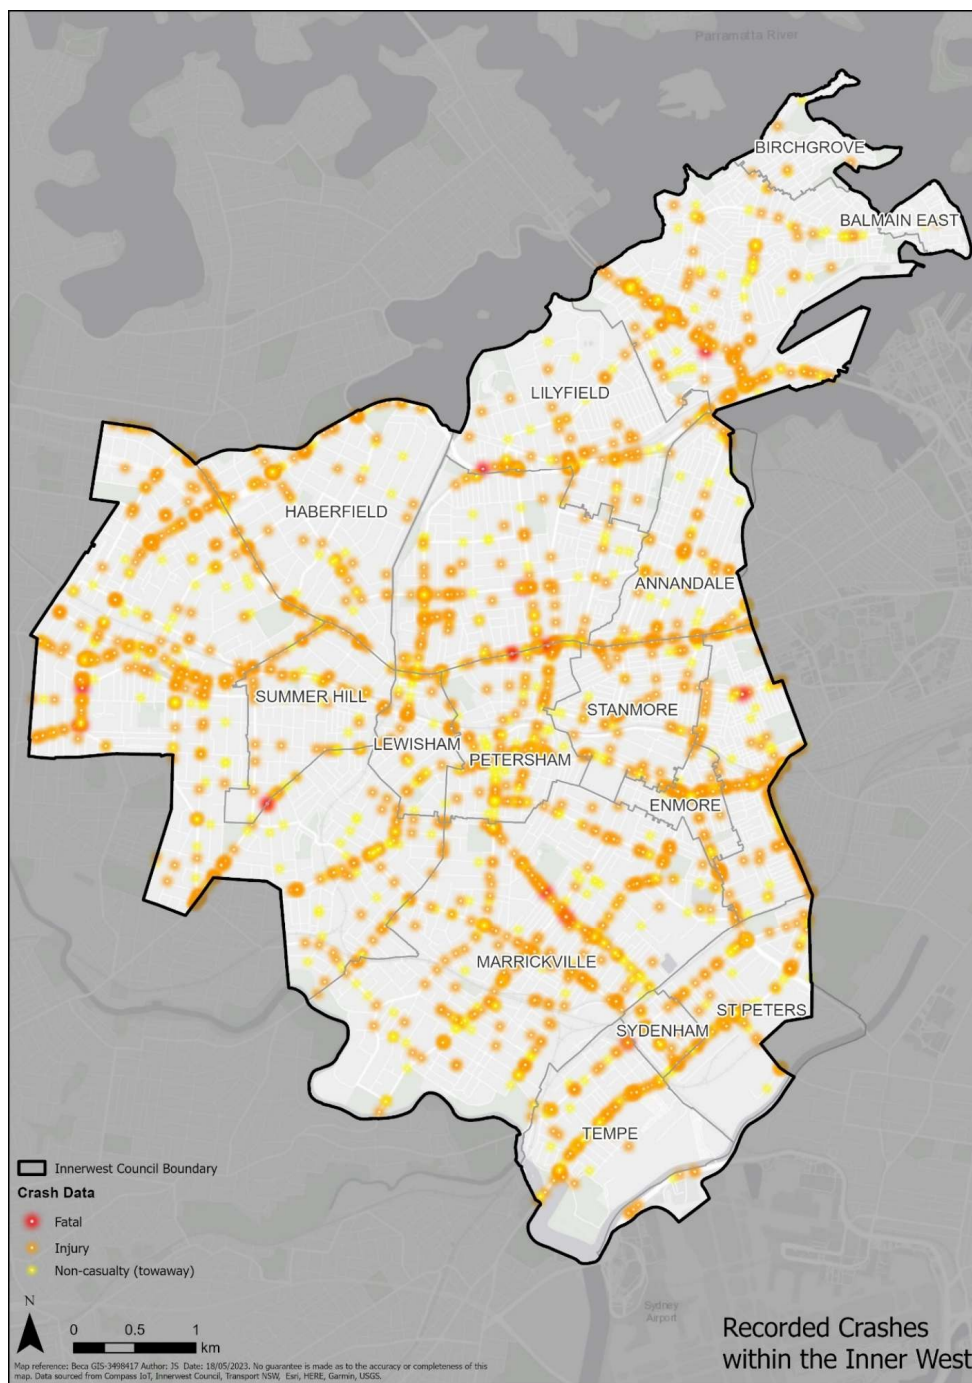 Parramatta River
BIRCHGROVE
BALMAIN EAST
LILYFIELD
HABERFIELD
ANNANDALE
SUMMER HILL
STANMORE
LEWISHAM
PETERSHAM
ENMORE
MARRICKVILLE
ST PETERS
SYDENHAM
TEMPE
Innerwest Council Boundary
Crash Data
Fatal
Injury
Non-casualty (towaway)
N
0 0.5 1
km
Sydney
Airport
Recorded Crashes
within the Inner West
Map reference: Beca GIS-3498417 Author: JS Date: 18/05/2023. No guarantee is made as to the accuracy or completeness of this
map. Data sourced from Compass IoT, Innerwest Council, Transport NSW, Esri, HERE, Garmin, USGS.